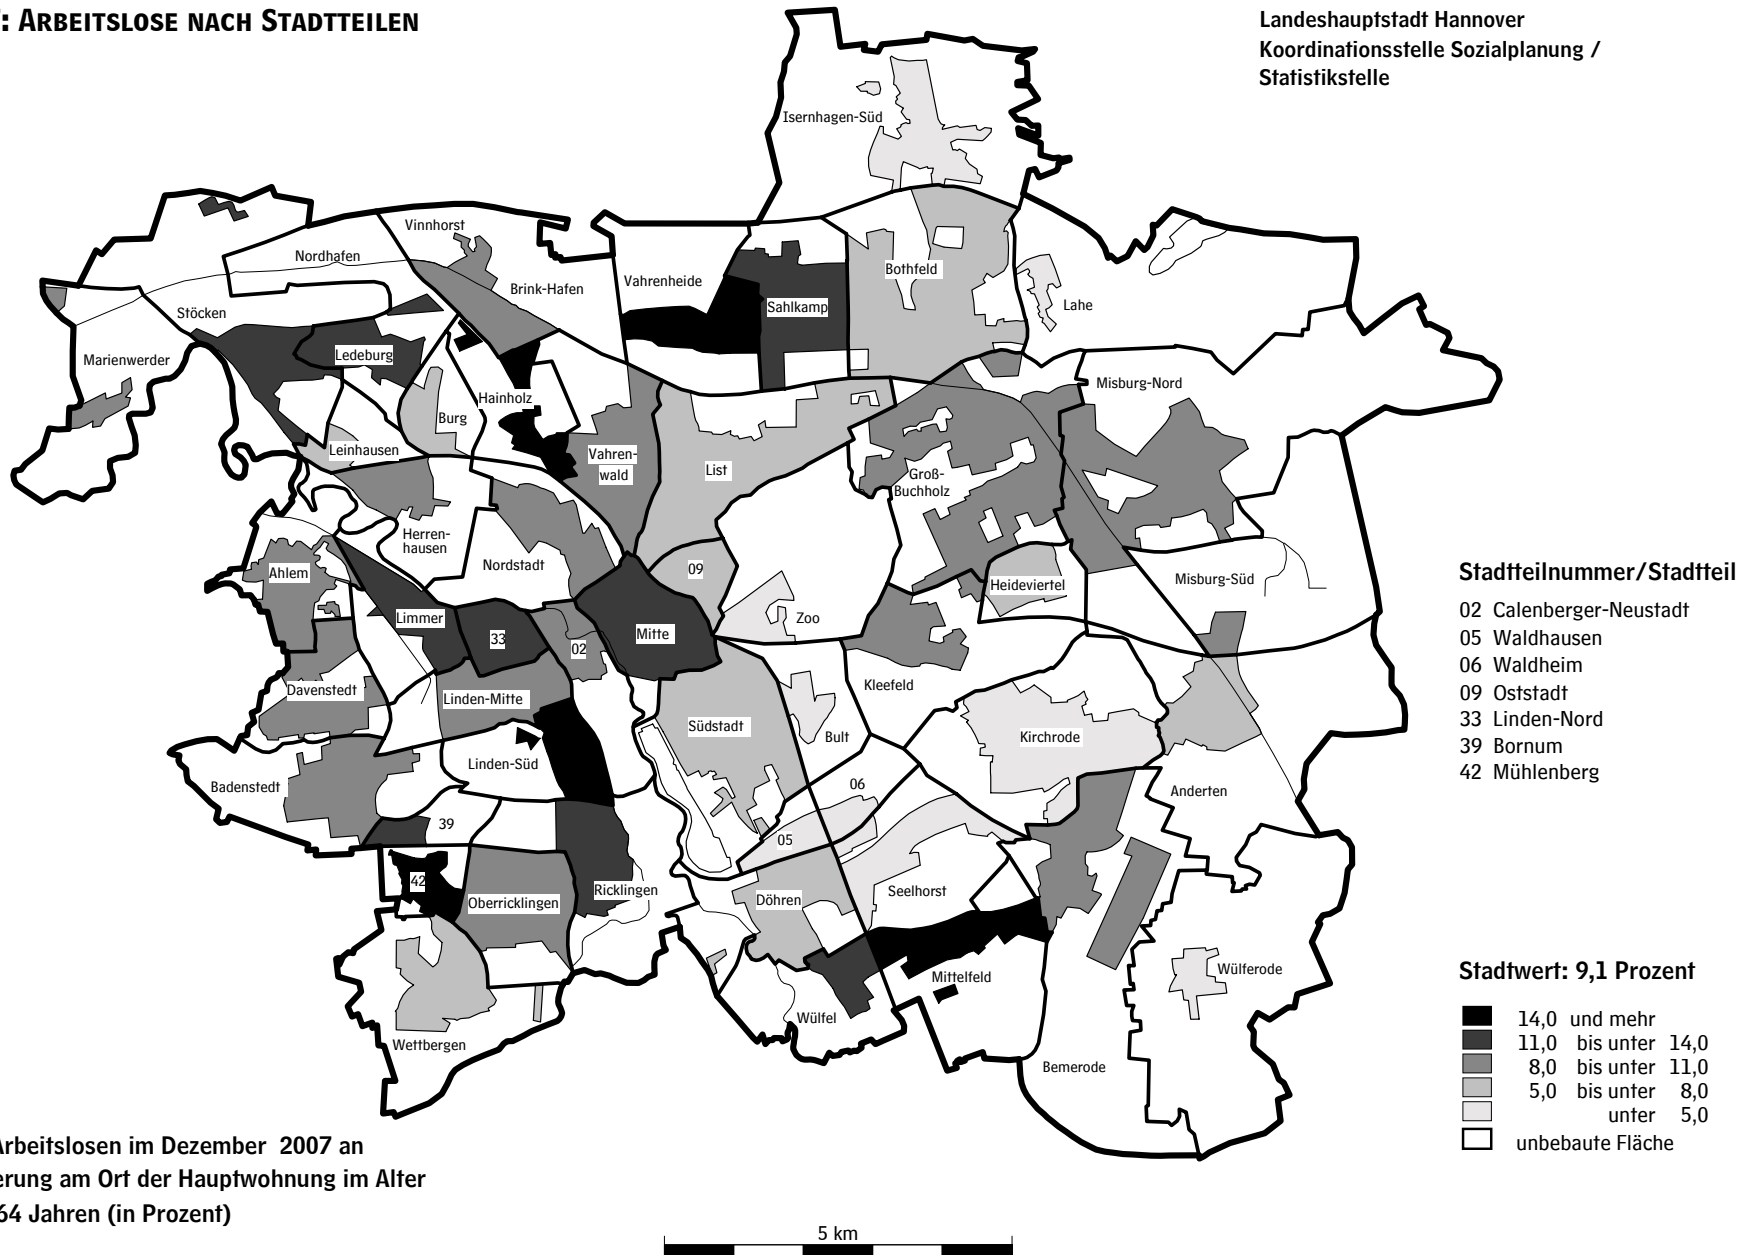 : ARBEITSLOSE NACH STADTTEILEN
Landeshauptstadt Hannover
Koordinationsstelle Sozialplanung /
Statistikstelle
Isernhagen-Süd
Vinnhorst
Nordhafen
Brink-Hafen
Vahrenheide
Sahlkamp
Bothfeld
Lahe
Stöcken
Marienwerder
Ledeburg
Burg
Hainholz
Leinhausen
Vahren-
wald
List
Groß-
Buchholz
Misburg-Nord
Herren-
hausen
Nordstadt
Ahlem
Limmer
33
02
Mitte
09
Zoo
Heideviertel
Misburg-Süd
Davenstedt
Linden-Mitte
Südstadt
Bult
Kleefeld
Kirchrode
Badenstedt
Linden-Süd
39
06
05
Anderten
42
Oberricklingen
Ricklingen
Döhren
Seelhorst
Mittelfeld
Wülferode
Wülfel
Wettbergen
Bemerode
Stadtteilnummer/Stadtteil
02 Calenberger-Neustadt
05 Waldhausen
06 Waldheim
09 Oststadt
33 Linden-Nord
39 Bornum
42 Mühlenberg
Stadtwert: 9,1 Prozent
14,0 und mehr
11,0 bis unter 14,0
8,0 bis unter 11,0
5,0 bis unter 8,0
unter 5,0
unbebaute Fläche
Arbeitslosen im Dezember 2007 an
erung am Ort der Hauptwohnung im Alter
64 Jahren (in Prozent)
5 km